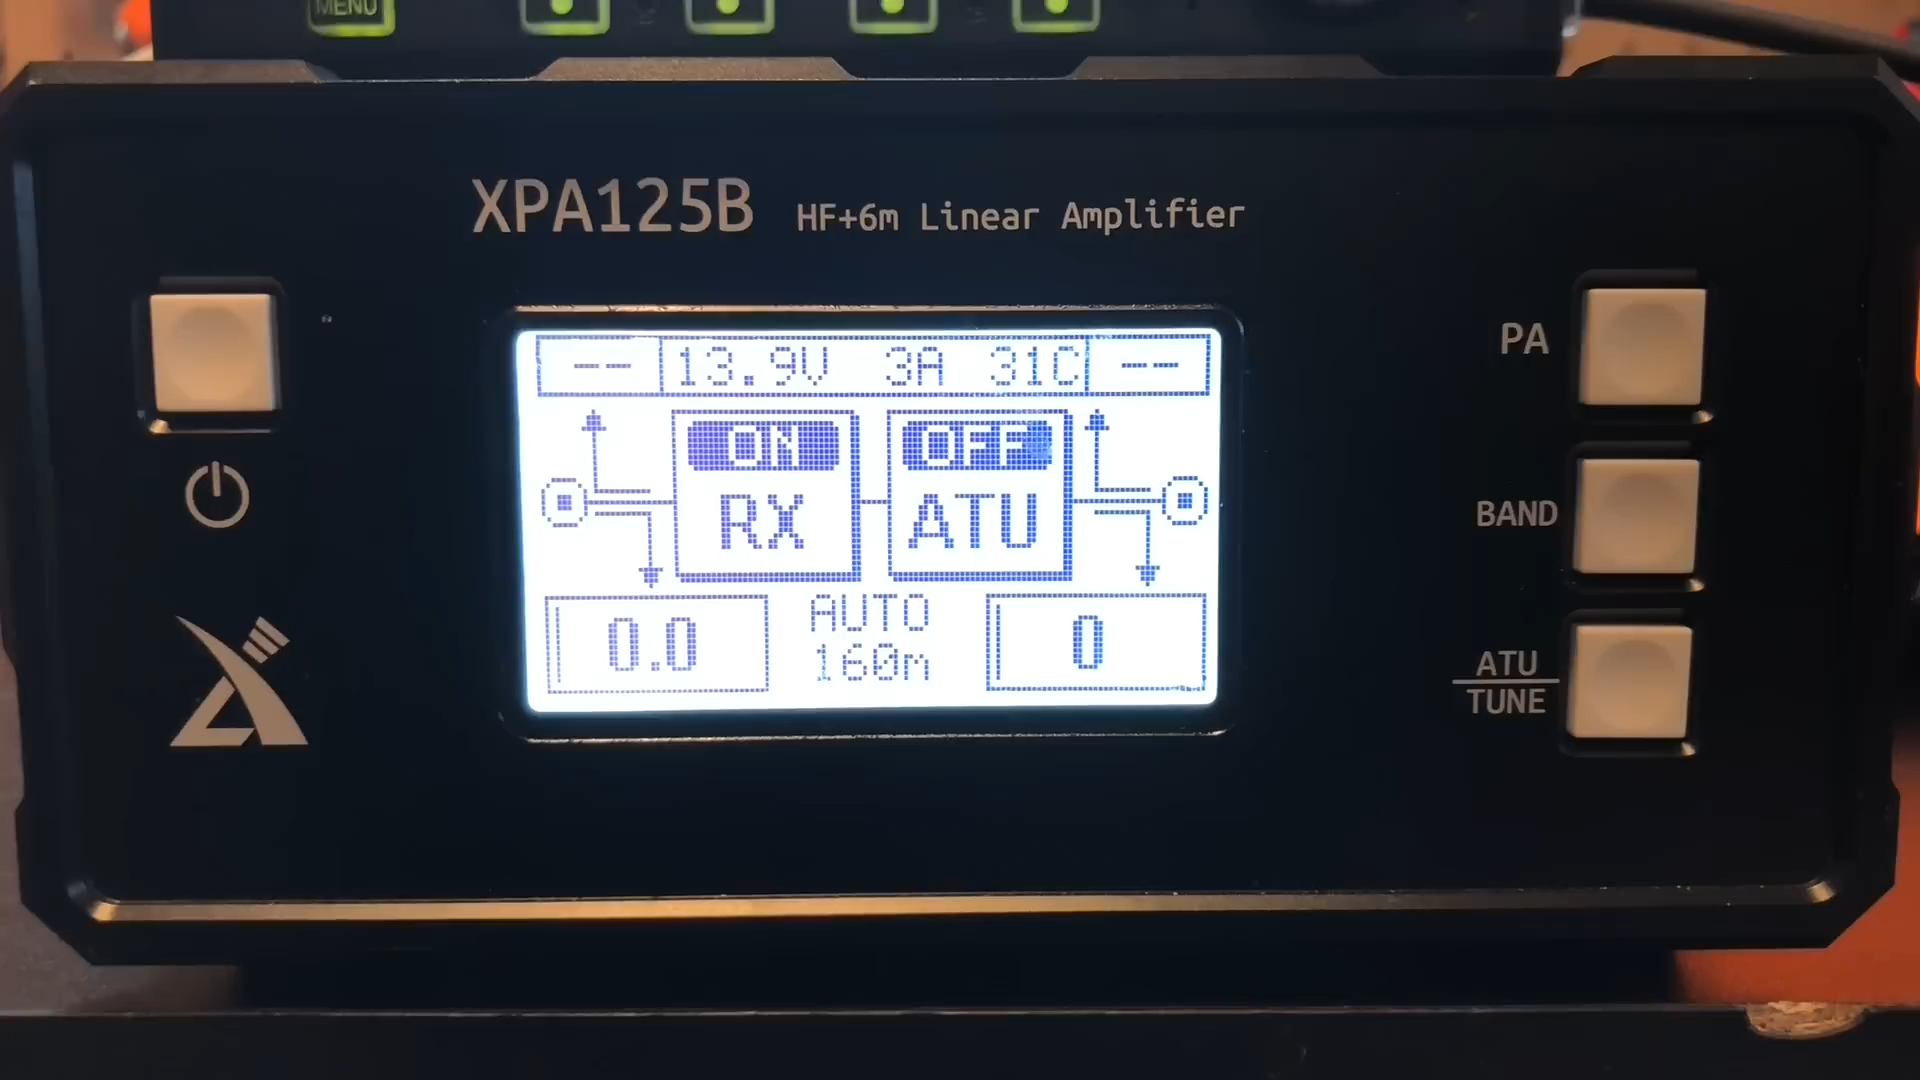 MENU
XPA125B HF+6m Linear Amplifier
-- 13.9V 3A 31C --
ON OFF
RX ATU
0.0 AUTO 0
160m
PA
BAND
ATU
TUNE